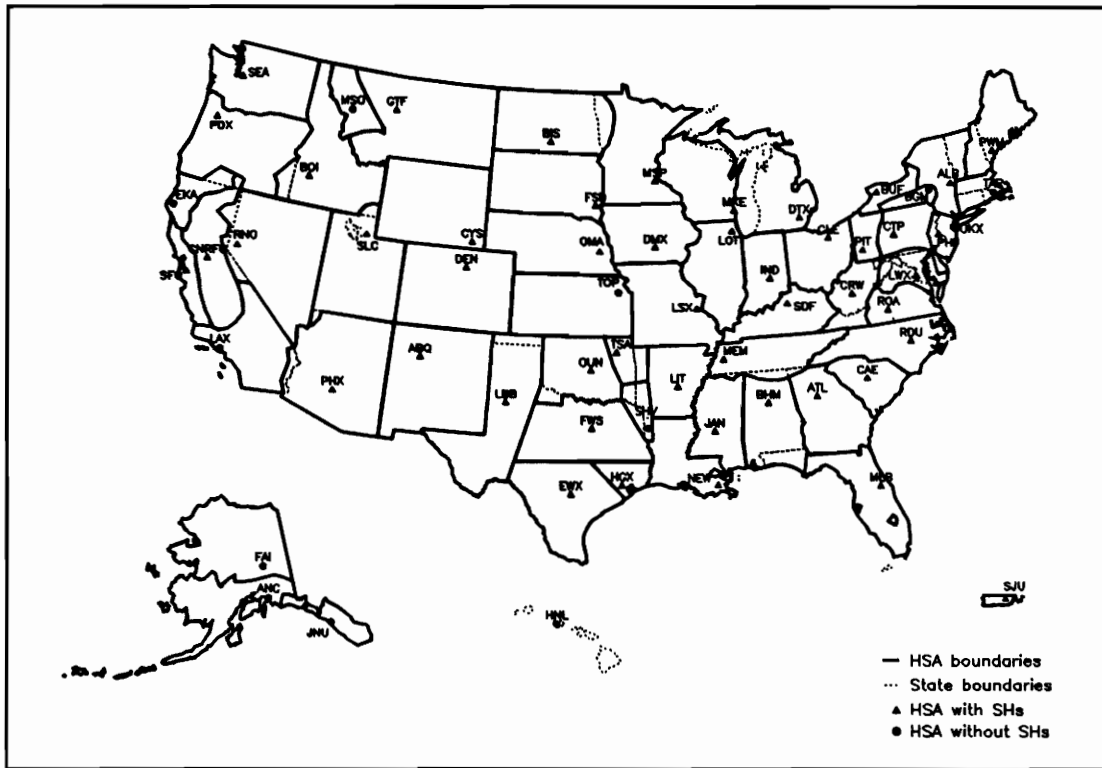 SEA
MSO
GTF
PDX
BIS
BOI
MSP
ALB
BUF
EKA
FSD
MKE
DTX
RNO
SLC
CYS
OMA
DMX
LOT
CLE
PIT
CTP
OKX
DEN
IND
LWX
TOP
CRW
LSX
SDF
ROA
LAX
RDU
ABQ
TSA
MEM
OUN
CAE
PHX
LIT
ATL
LBB
BHM
FWS
JAN
HGX
NEW
EWX
MLB
FAI
ANC
SJU
HNL
JNU
HSA boundaries
State boundaries
HSA with SHs
HSA without SHs